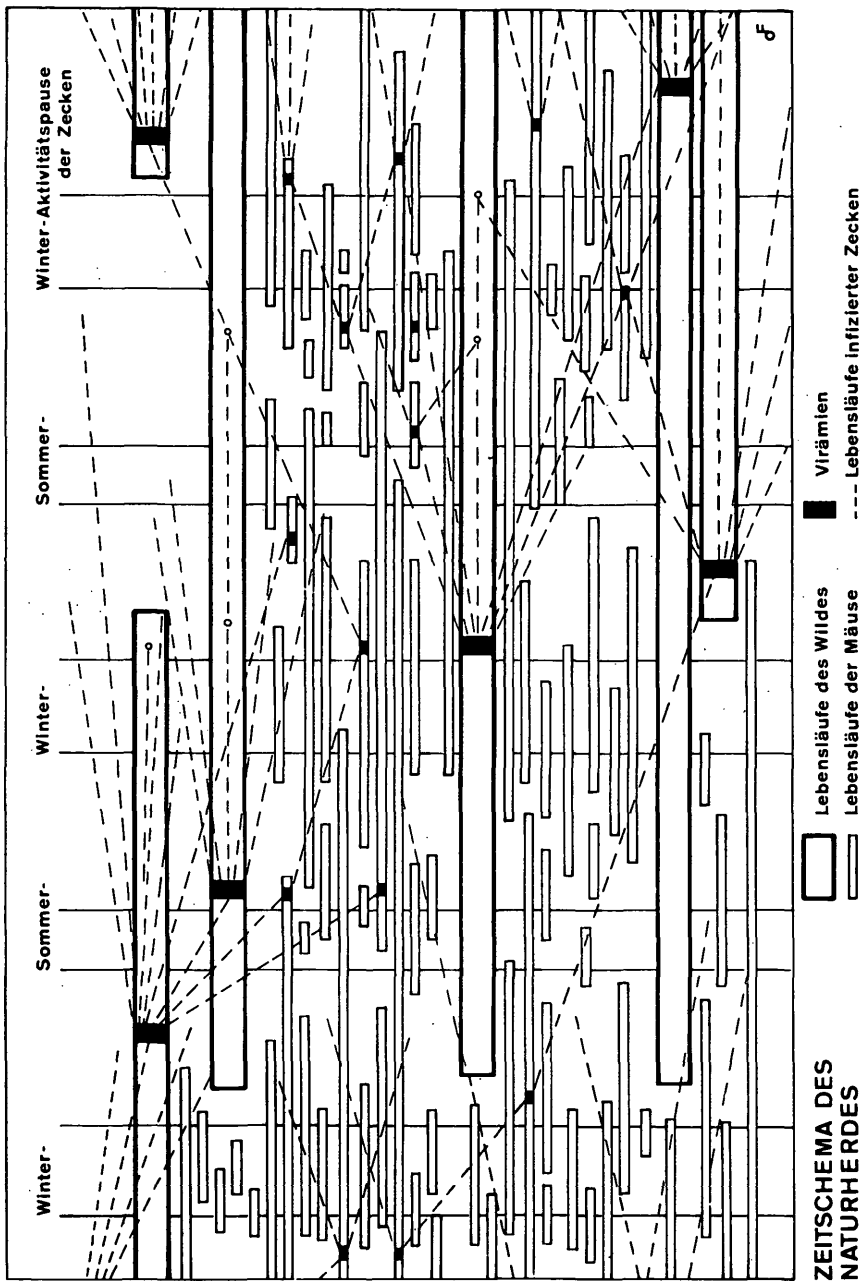 Winter-
Sommer-
Winter-
Sommer-
Winter-Aktivitätspause
der Zecken
ZEITSCHEMA DES
NATURHERDES
Lebensläufe des Wildes
Lebensläufe der Mäuse
Virämien
Lebensläufe infizierter Zecken